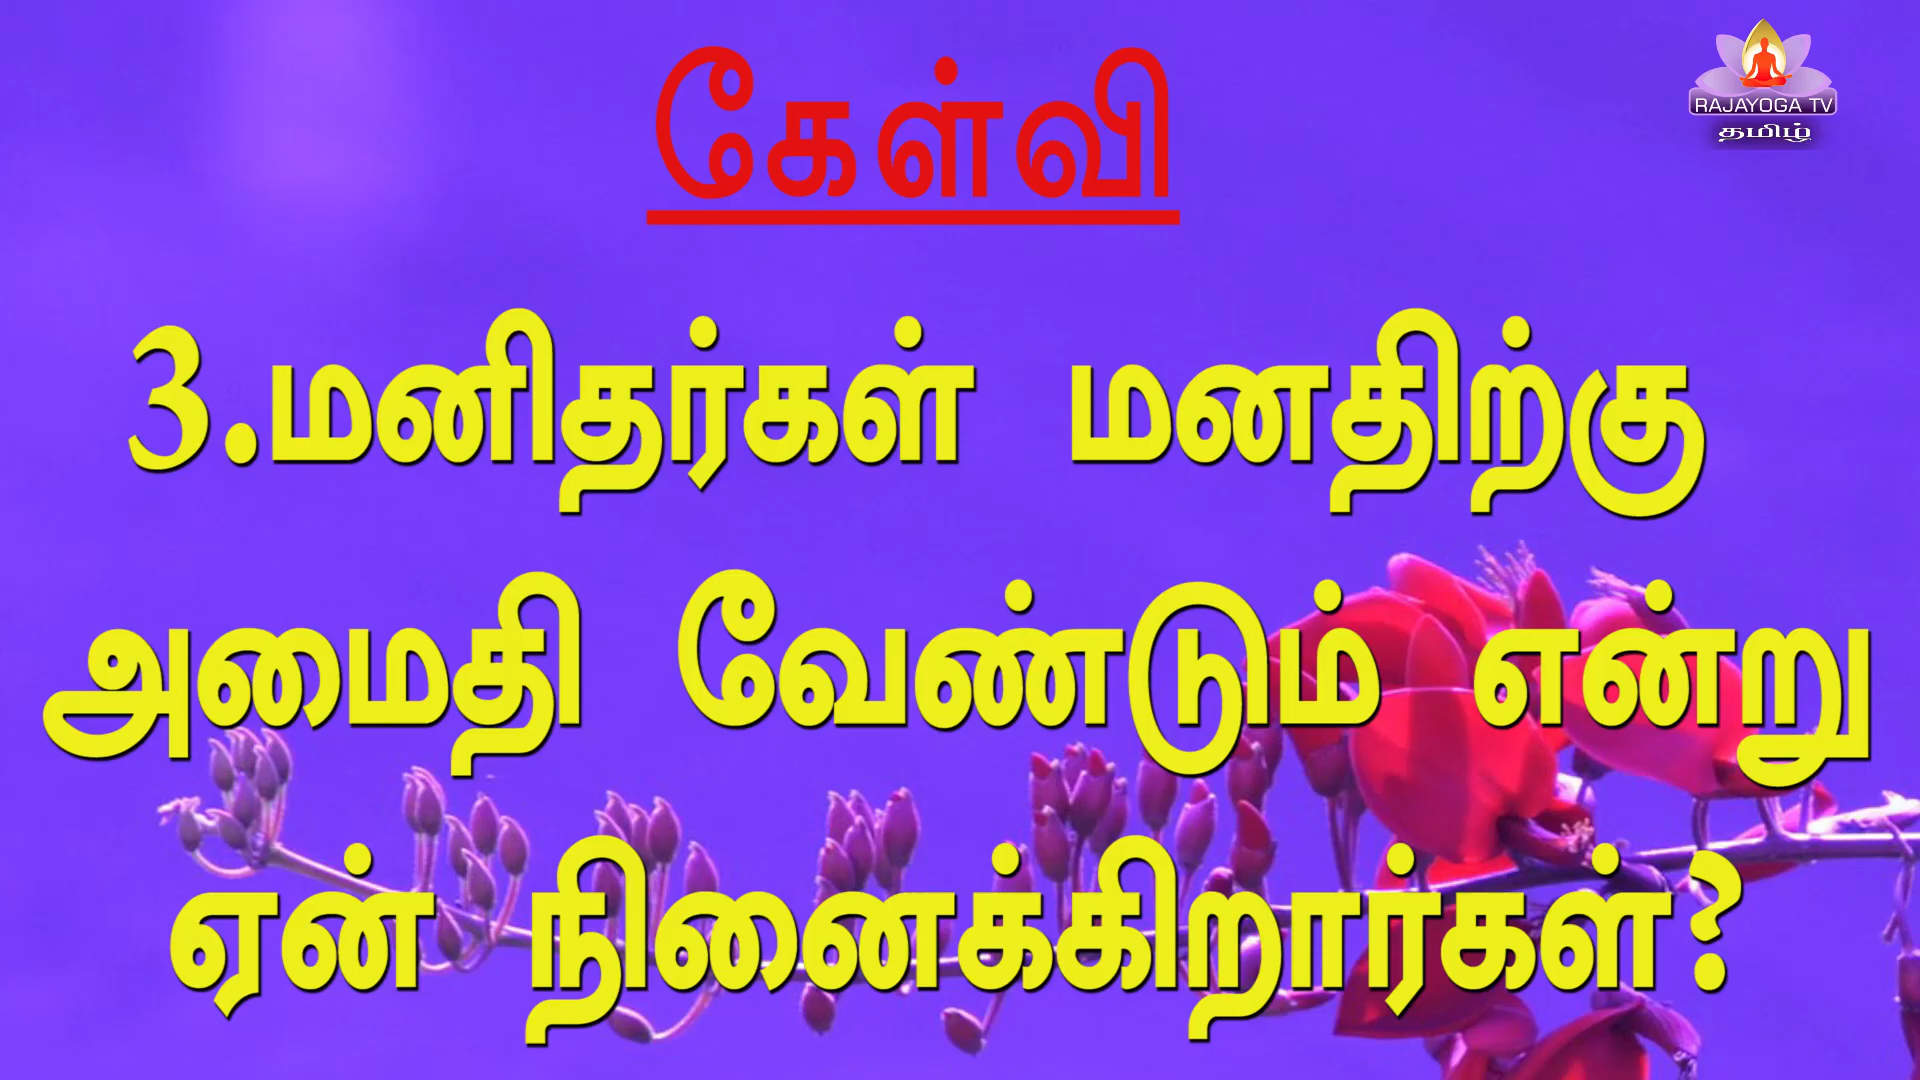 கேள்வி
RAJAYOGA TV
தமிழ்
3.மனிதர்கள் மனதிற்கு
அமைதி வேண்டும் என்று
ஏன் நினைக்கிறார்கள்?